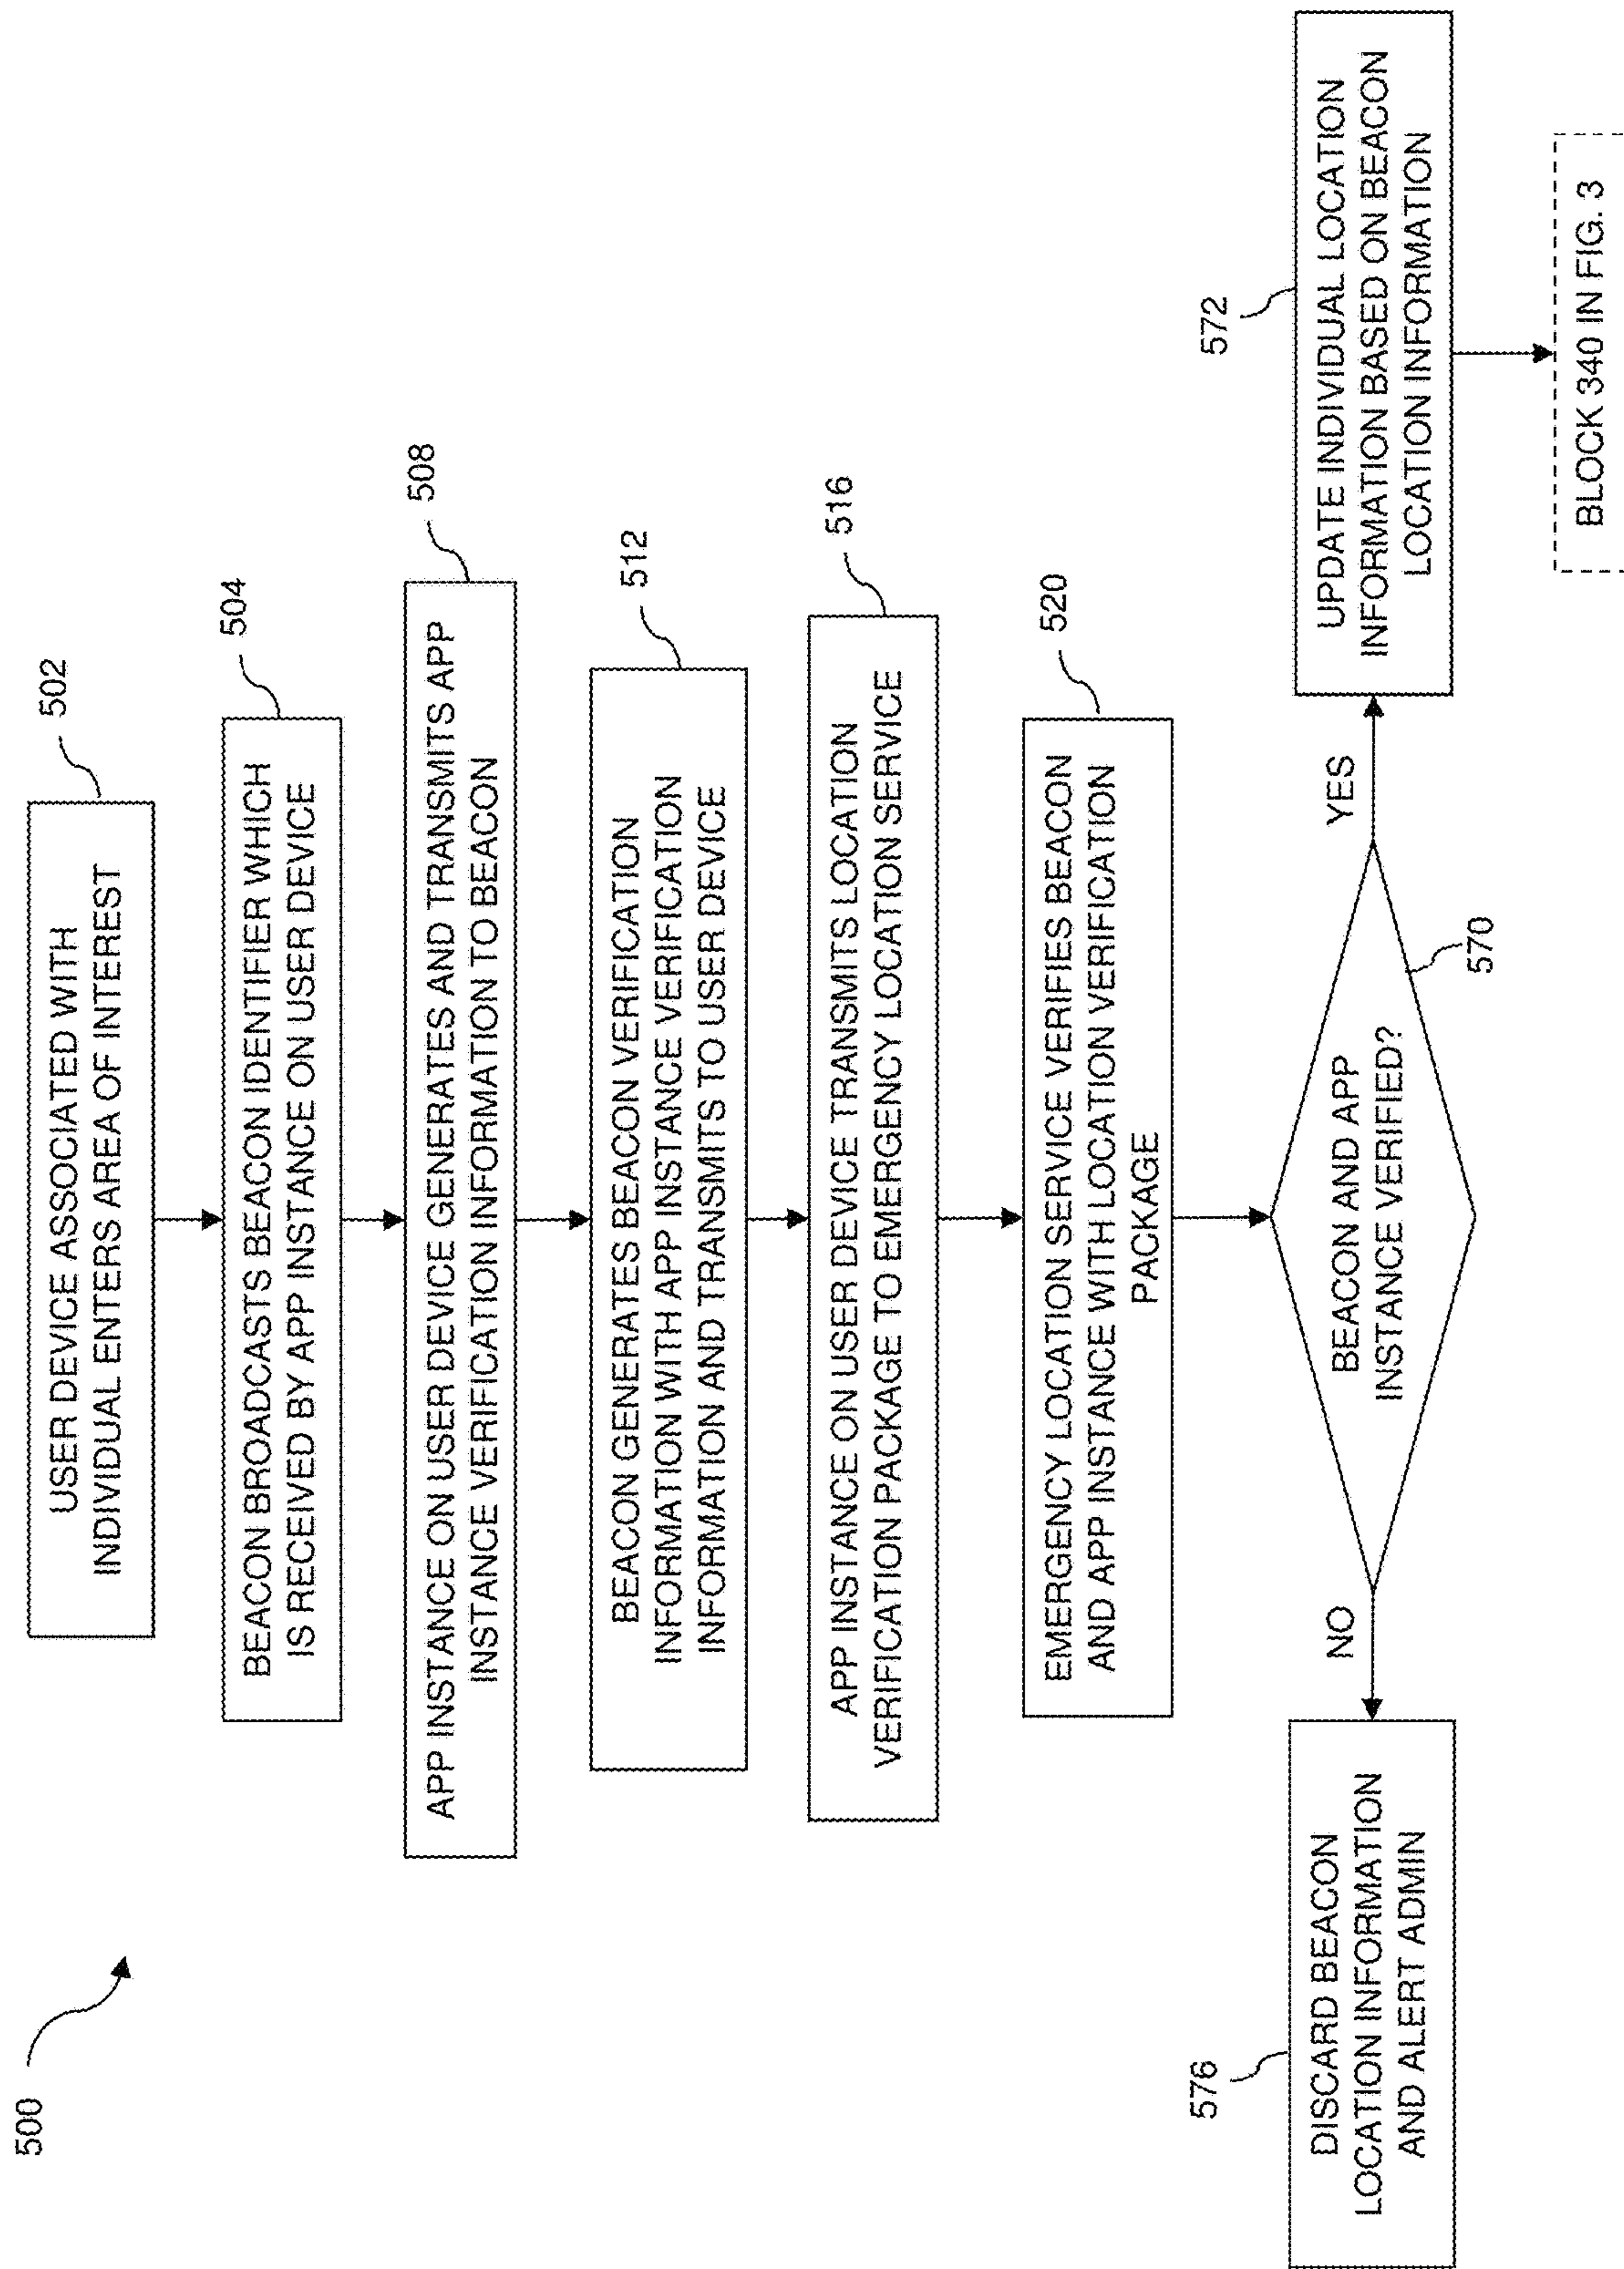 500
502
USER DEVICE ASSOCIATED WITH
INDIVIDUAL ENTERS AREA OF INTEREST
504
BEACON BROADCASTS BEACON IDENTIFIER WHICH
IS RECEIVED BY APP INSTANCE ON USER DEVICE
508
APP INSTANCE ON USER DEVICE GENERATES AND TRANSMITS APP
INSTANCE VERIFICATION INFORMATION TO BEACON
512
BEACON GENERATES BEACON VERIFICATION
INFORMATION WITH APP INSTANCE VERIFICATION
INFORMATION AND TRANSMITS TO USER DEVICE
516
APP INSTANCE ON USER DEVICE TRANSMITS LOCATION
VERIFICATION PACKAGE TO EMERGENCY LOCATION SERVICE
520
EMERGENCY LOCATION SERVICE VERIFIES BEACON
AND APP INSTANCE WITH LOCATION VERIFICATION
PACKAGE
BEACON AND APP
INSTANCE VERIFIED?
570
NO
576
DISCARD BEACON
LOCATION INFORMATION
AND ALERT ADMIN
YES
572
UPDATE INDIVIDUAL LOCATION
INFORMATION BASED ON BEACON
LOCATION INFORMATION
BLOCK 340 IN FIG. 3